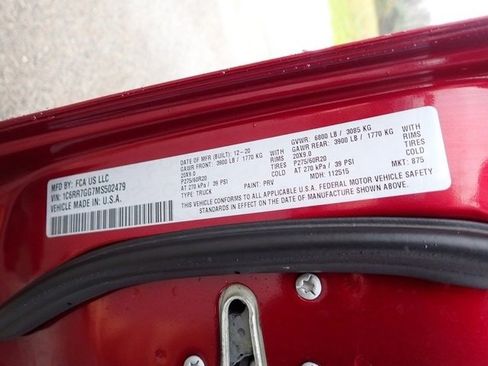 MFD BY: FCA US LLC
VIN: 1C6RR7GG7MS502479
VEHICLE MADE IN: U.S.A.
DATE OF MFR (BUILT): 12-20
GAWR FRONT: 3900 LB / 1770 KG WITH
20X9.0 RIMS
P275/60R20 TIRES
AT 270 kPa / 39 PSI COLD
TYPE: TRUCK PAINT: PRV
GVWR: 6800 LB / 3085 KG
GAWR REAR: 3900 LB / 1770 KG WITH
20X9.0 RIMS
P275/60R20 TIRES
AT 270 kPa / 39 PSI COLD
MDH: 112515 MKT: 875
THIS VEHICLE CONFORMS TO ALL APPLICABLE U.S.A. FEDERAL MOTOR VEHICLE SAFETY
STANDARDS IN EFFECT ON THE DATE OF MANUFACTURE SHOWN ABOVE